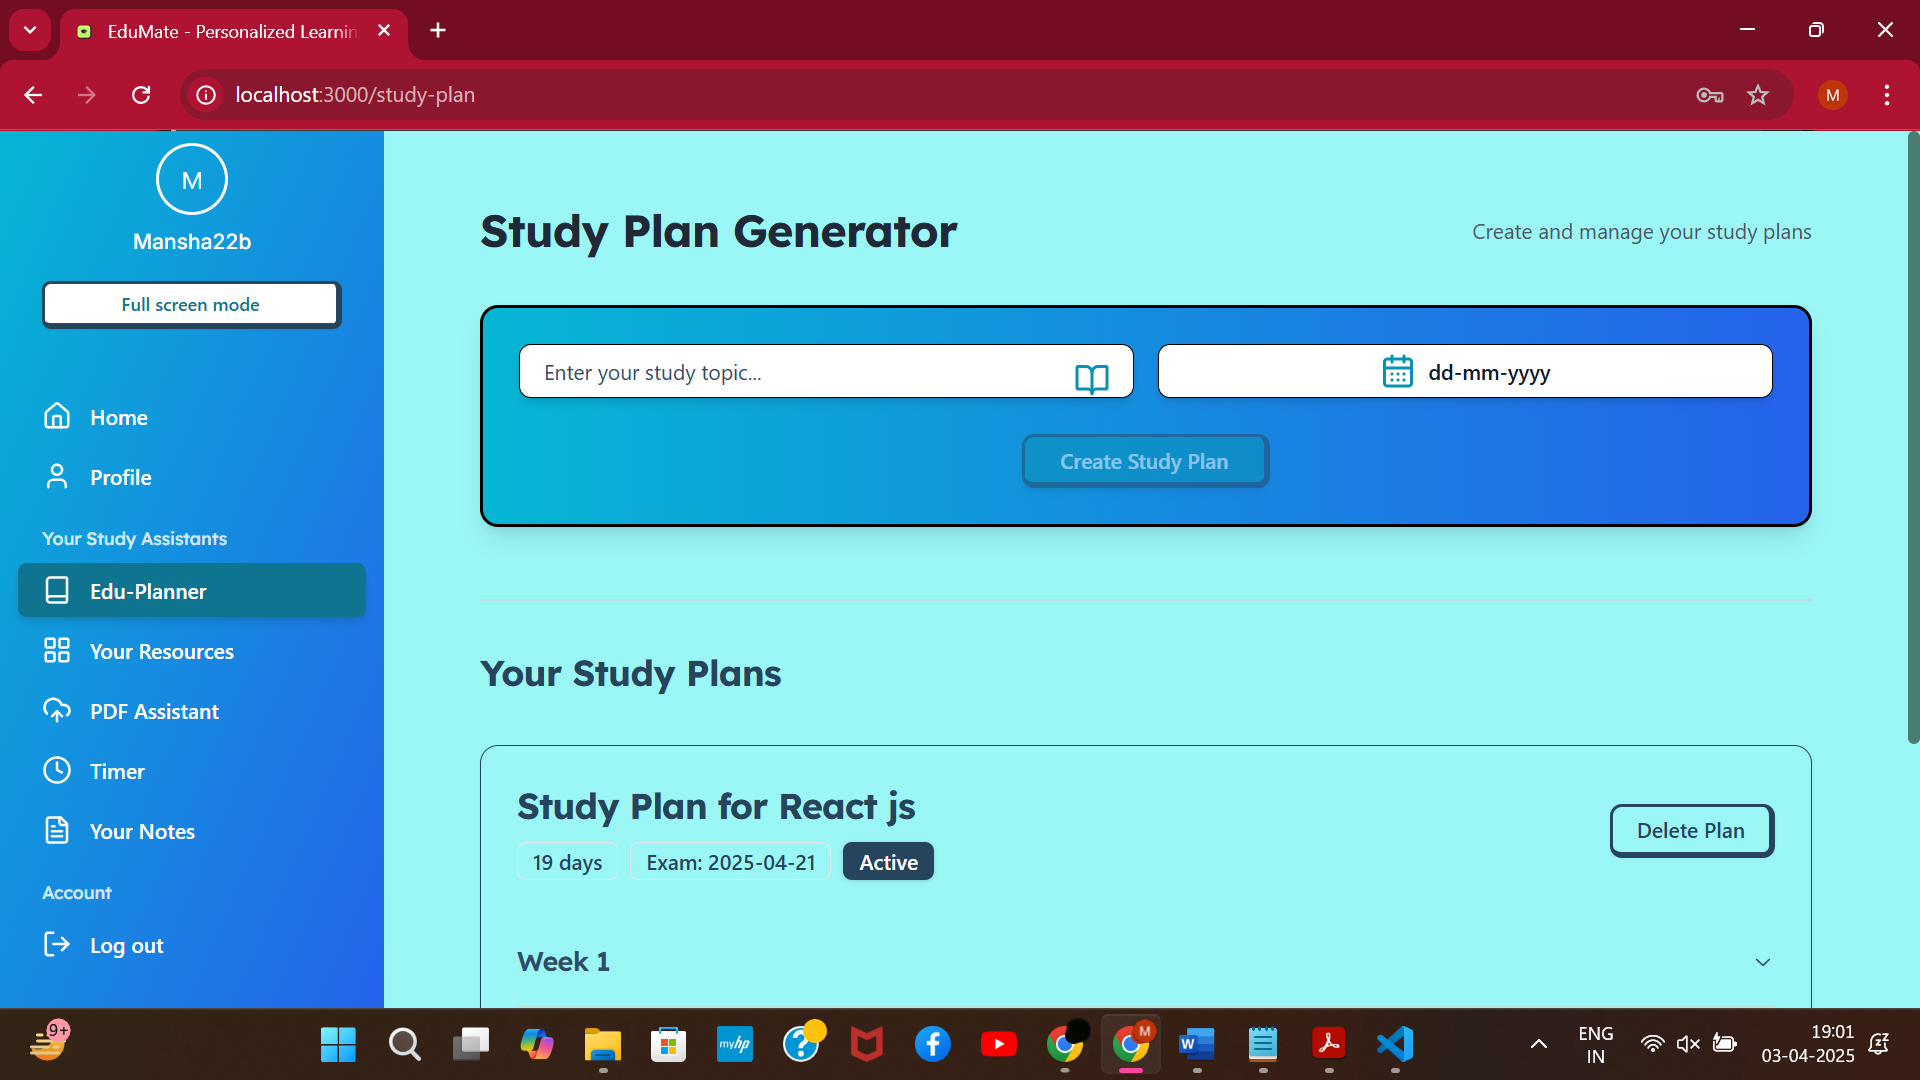 EduMate - Personalized Learnin
localhost:3000/study-plan
M
M
Mansha22b
Full screen mode
Home
Profile
Your Study Assistants
Edu-Planner
Your Resources
PDF Assistant
Timer
Your Notes
Account
Log out
Study Plan Generator
Create and manage your study plans
Enter your study topic...
dd-mm-yyyy
Create Study Plan
Your Study Plans
Study Plan for React js
19 days
Exam: 2025-04-21
Active
Delete Plan
Week 1
9+
myhp
M
W
ENG
IN
19:01
03-04-2025